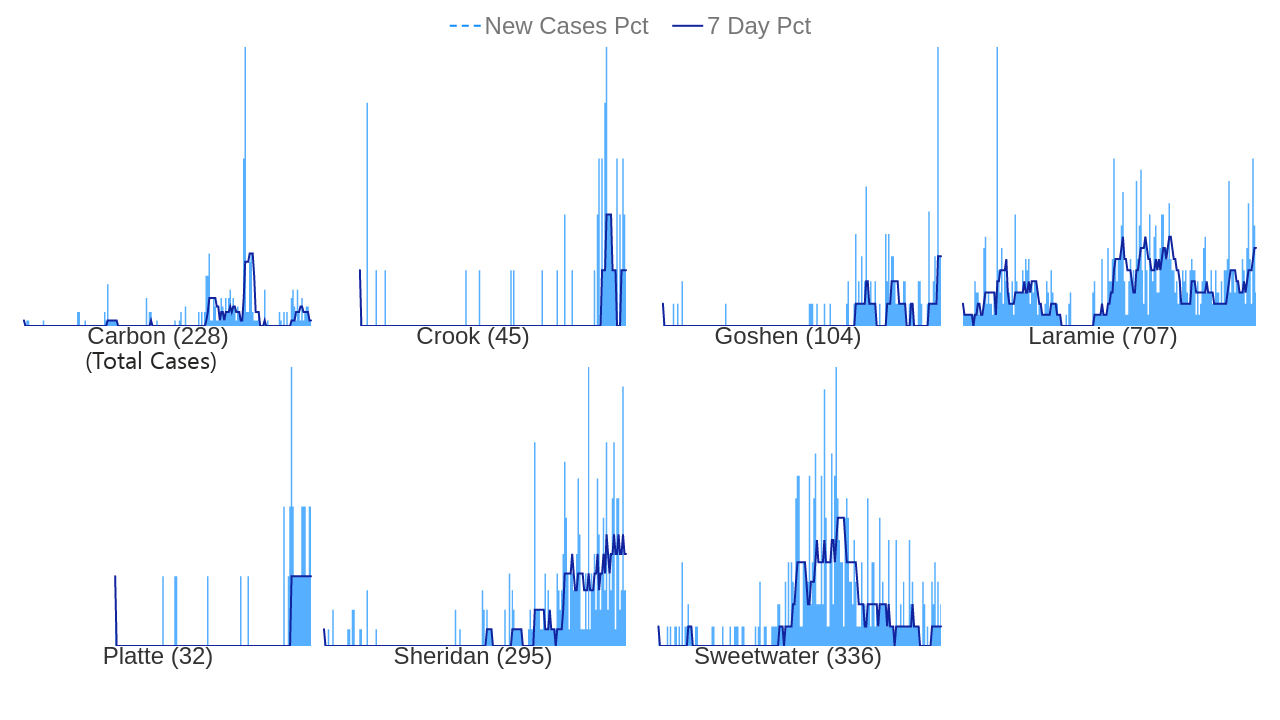 New Cases Pct 7 Day Pct
Carbon (228) Crook (45) Goshen (104) Laramie (707)
(Total Cases)
Platte (32) Sheridan (295) Sweetwater (336)